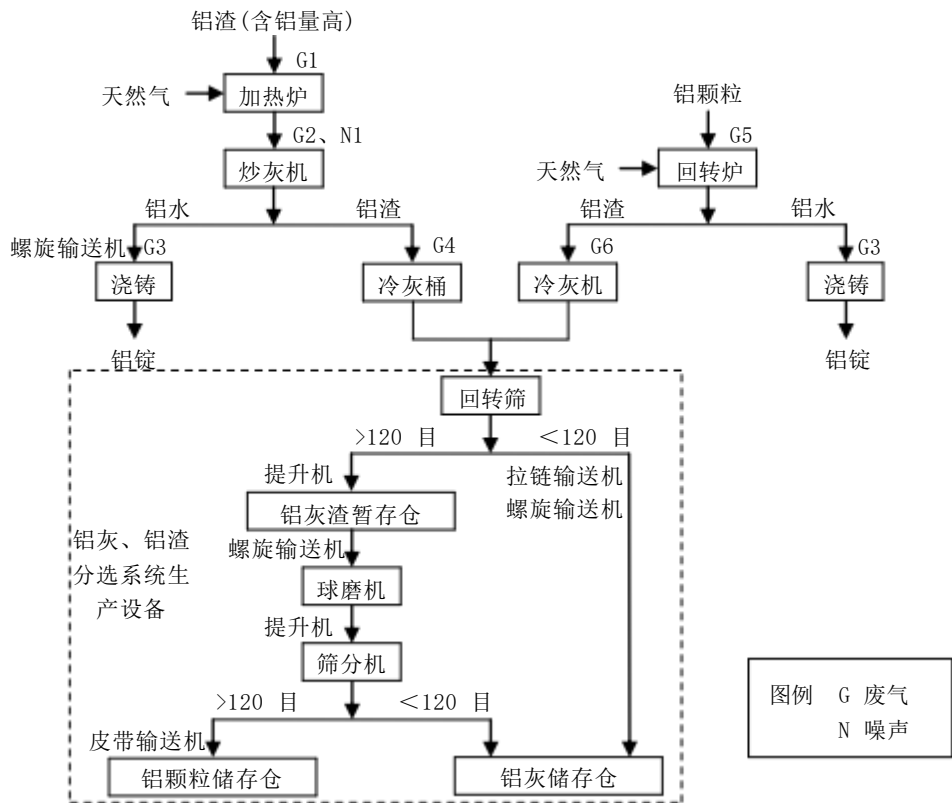 铝渣(含铝量高)
G1
天然气
加热炉
铝颗粒
G2、N1
G5
炒灰机
天然气
回转炉
铝水
铝渣
铝渣
铝水
螺旋输送机
G3
G4
G6
G3
浇铸
冷灰桶
冷灰机
浇铸
铝锭
铝锭
回转筛
>120 目
＜120 目
提升机
拉链输送机
铝灰渣暂存仓
螺旋输送机
铝灰、铝渣
分选系统生
产设备
螺旋输送机
球磨机
提升机
筛分机
>120 目
＜120 目
皮带输送机
铝颗粒储存仓
铝灰储存仓
图例 G 废气
N 噪声